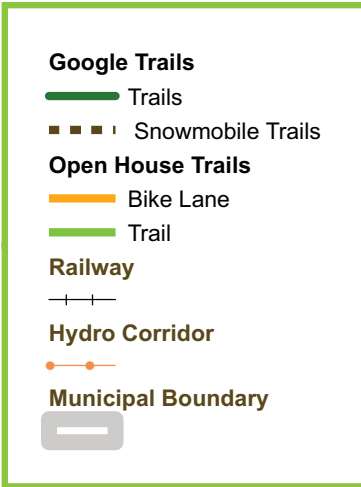 Google Trails
Trails
Snowmobile Trails
Open House Trails
Bike Lane
Trail
Railway
Hydro Corridor
Municipal Boundary